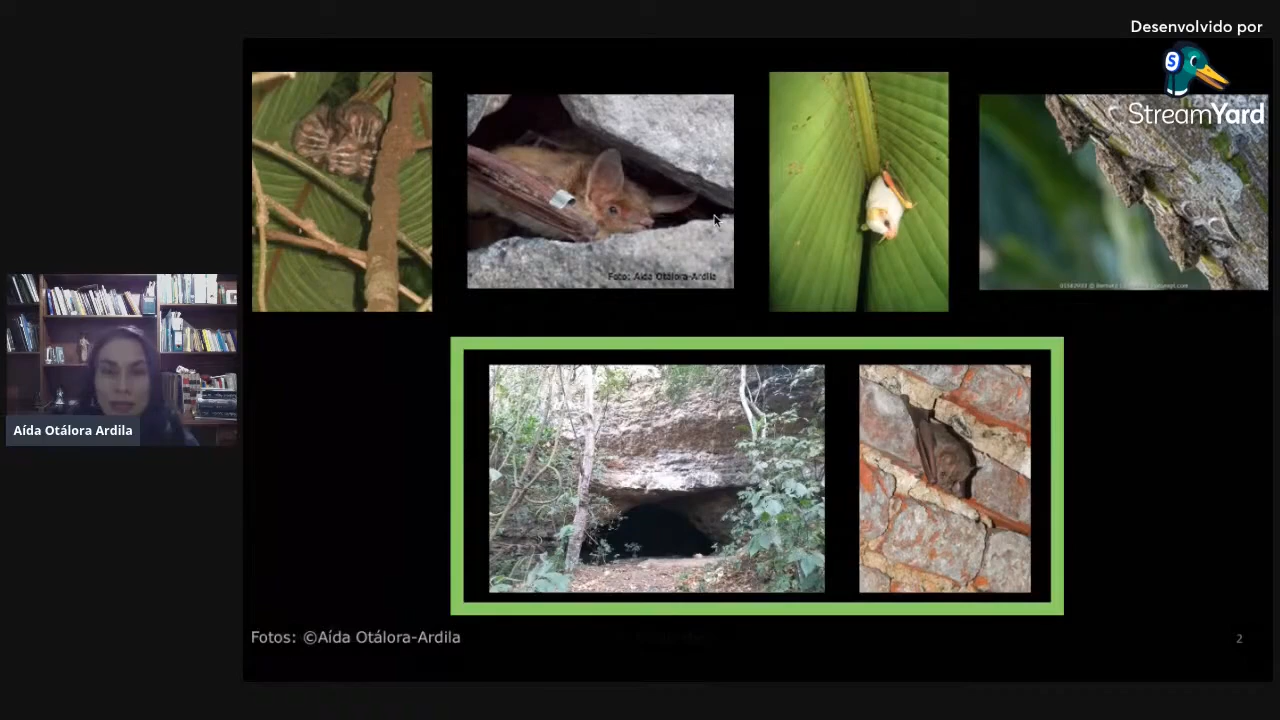 Desenvolvido por
StreamYard
Foto: Aída Otálora-Ardila
Aída Otálora Ardila
Fotos: ©Aída Otálora-Ardila
2